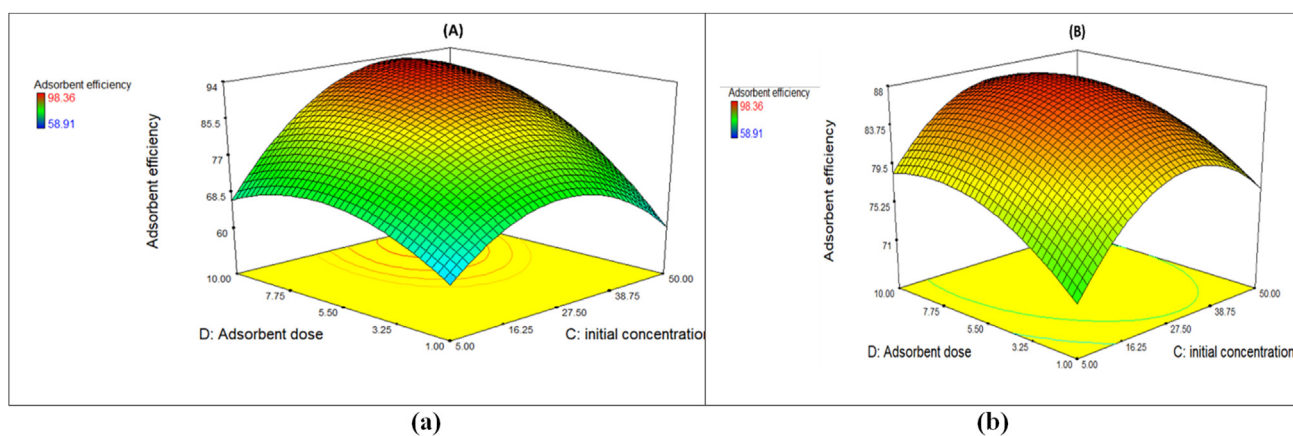 (A)
Adsorbent efficiency
98.36
58.91
Adsorbent efficiency
94
85.5
77
68.5
60
10.00
7.75
5.50
3.25
1.00
D: Adsorbent dose
50.00
38.75
27.50
16.25
5.00
C: initial concentration
(a)
(B)
Adsorbent efficiency
98.36
58.91
Adsorbent efficiency
88
83.75
79.5
75.25
71
10.00
7.75
5.50
3.25
1.00
D: Adsorbent dose
50.00
38.75
27.50
16.25
5.00
C: initial concentration
(b)